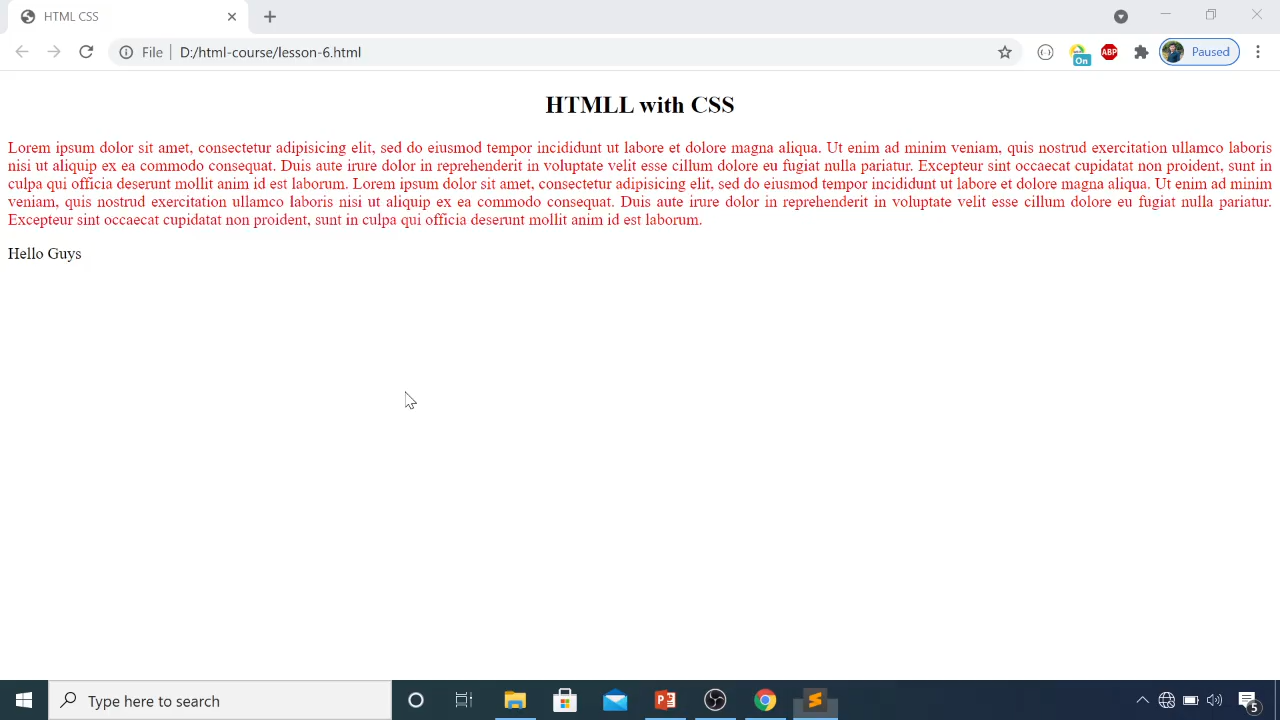 HTML CSS
File
D:/html-course/lesson-6.html
On
ABP
Paused
HTMLL with CSS
Lorem ipsum dolor sit amet, consectetur adipisicing elit, sed do eiusmod tempor incididunt ut labore et dolore magna aliqua. Ut enim ad minim veniam, quis nostrud exercitation ullamco laboris
nisi ut aliquip ex ea commodo consequat. Duis aute irure dolor in reprehenderit in voluptate velit esse cillum dolore eu fugiat nulla pariatur. Excepteur sint occaecat cupidatat non proident, sunt in
culpa qui officia deserunt mollit anim id est laborum. Lorem ipsum dolor sit amet, consectetur adipisicing elit, sed do eiusmod tempor incididunt ut labore et dolore magna aliqua. Ut enim ad minim
veniam, quis nostrud exercitation ullamco laboris nisi ut aliquip ex ea commodo consequat. Duis aute irure dolor in reprehenderit in voluptate velit esse cillum dolore eu fugiat nulla pariatur.
Excepteur sint occaecat cupidatat non proident, sunt in culpa qui officia deserunt mollit anim id est laborum.
Hello Guys
Type here to search
5